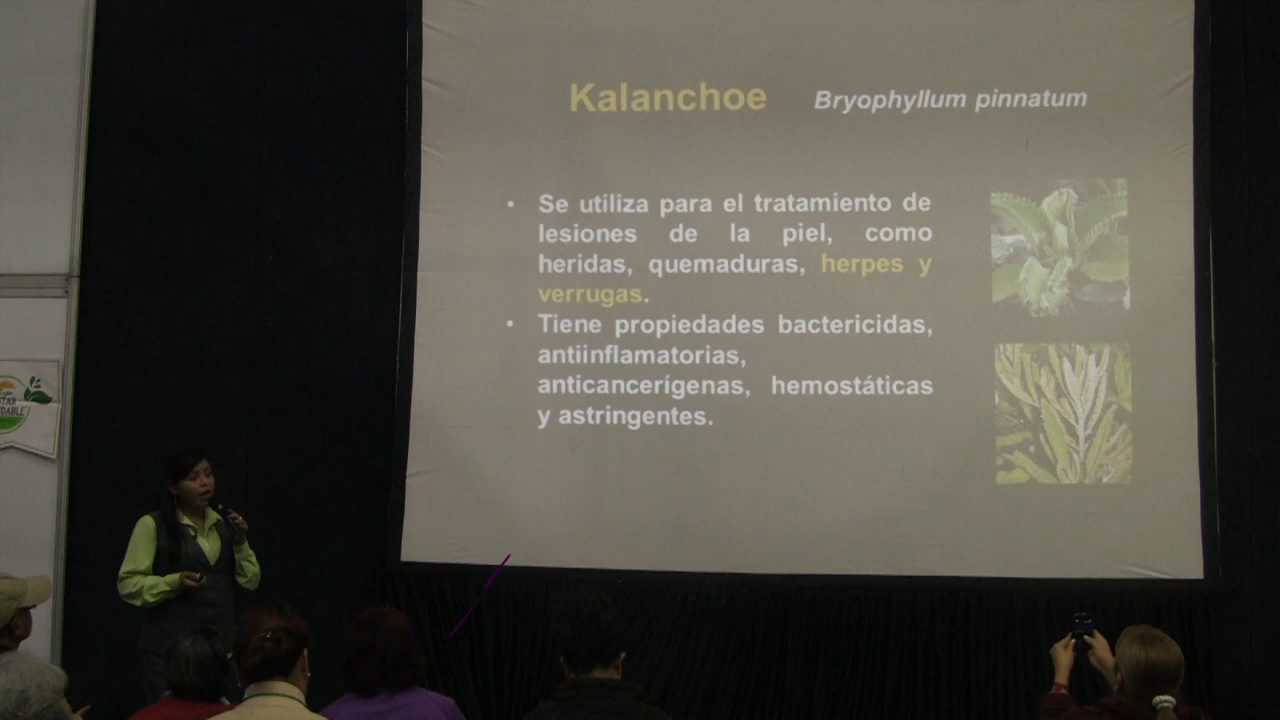 Kalanchoe Bryophyllum pinnatum
• Se utiliza para el tratamiento de
lesiones de la piel, como
heridas, quemaduras, herpes y
verrugas.
• Tiene propiedades bactericidas,
antiinflamatorias,
anticancerígenas, hemostáticas
y astringentes.